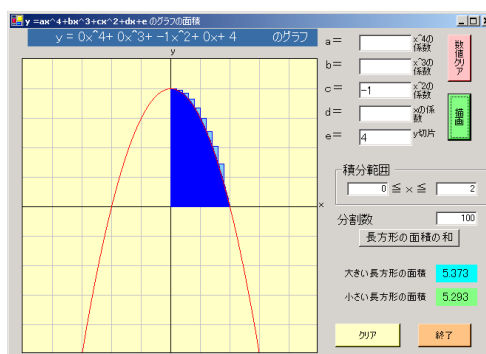 y =ax^4+bx^3+cx^2+dx+e のグラフの面積
y = 0x^4+ 0x^3+ −1x^2+ 0x+ 4 のグラフ
y
×
a＝ x^4の係数
b＝ x^3の係数
c＝ −1 x^2の係数
d＝ xの係数
e＝ 4 y切片
数値クリア
描画
積分範囲
0 ≦ × ≦ 2
分割数 100
長方形の面積の和
大きい長方形の面積 5.373
小さい長方形の面積 5.293
クリア
終了